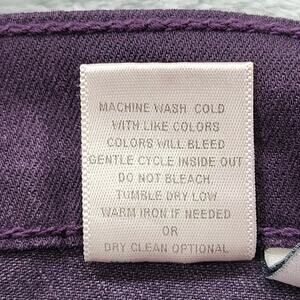 MACHINE WASH COLD
WITH LIKE COLORS
COLORS WILL BLEED
GENTLE CYCLE INSIDE OUT
DO NOT BLEACH.
TUMBLE DRY LOW
WARM IRON IF NEEDED
OR
DRY CLEAN OPTIONAL